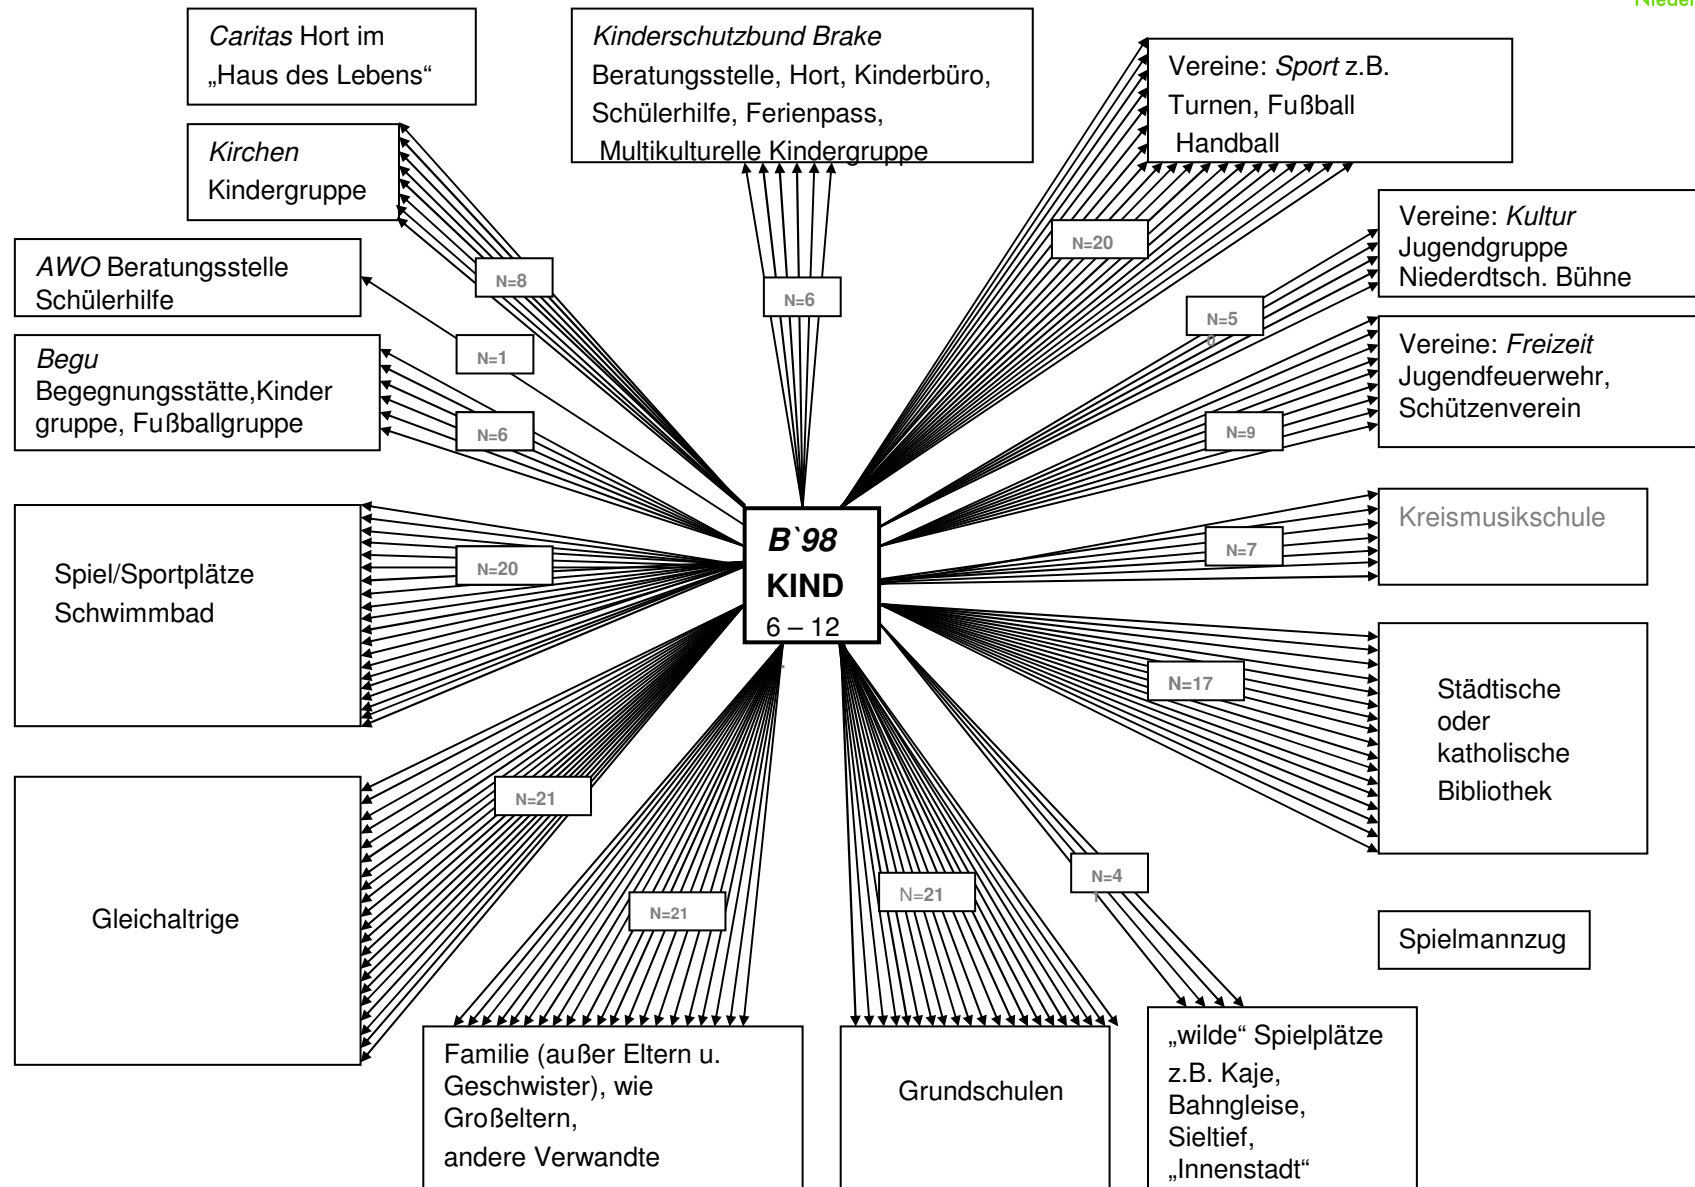 Nieder
Caritas Hort im
„Haus des Lebens“
Kinderschutzbund Brake
Beratungsstelle, Hort, Kinderbüro,
Schülerhilfe, Ferienpass,
Multikulturelle Kindergruppe
Vereine: Sport z.B.
Turnen, Fußball
Handball
Kirchen
Kindergruppe
Vereine: Kultur
Jugendgruppe
Niederdtsch. Bühne
AWO Beratungsstelle
Schülerhilfe
N=8
N=6
N=20
N=5
Begu
Begegnungsstätte,Kinder
gruppe, Fußballgruppe
N=1
N=6
Vereine: Freizeit
Jugendfeuerwehr,
Schützenverein
N=9
Spiel/Sportplätze
Schwimmbad
N=20
B`98
KIND
6 – 12
N=7
Kreismusikschule
N=17
Städtische
oder
katholische
Bibliothek
Gleichaltrige
N=21
N=21
N=21
N=4
Spielmannzug
Familie (außer Eltern u.
Geschwister), wie
Großeltern,
andere Verwandte
Grundschulen
„wilde“ Spielplätze
z.B. Kaje,
Bahngleise,
Sieltief,
„Innenstadt“